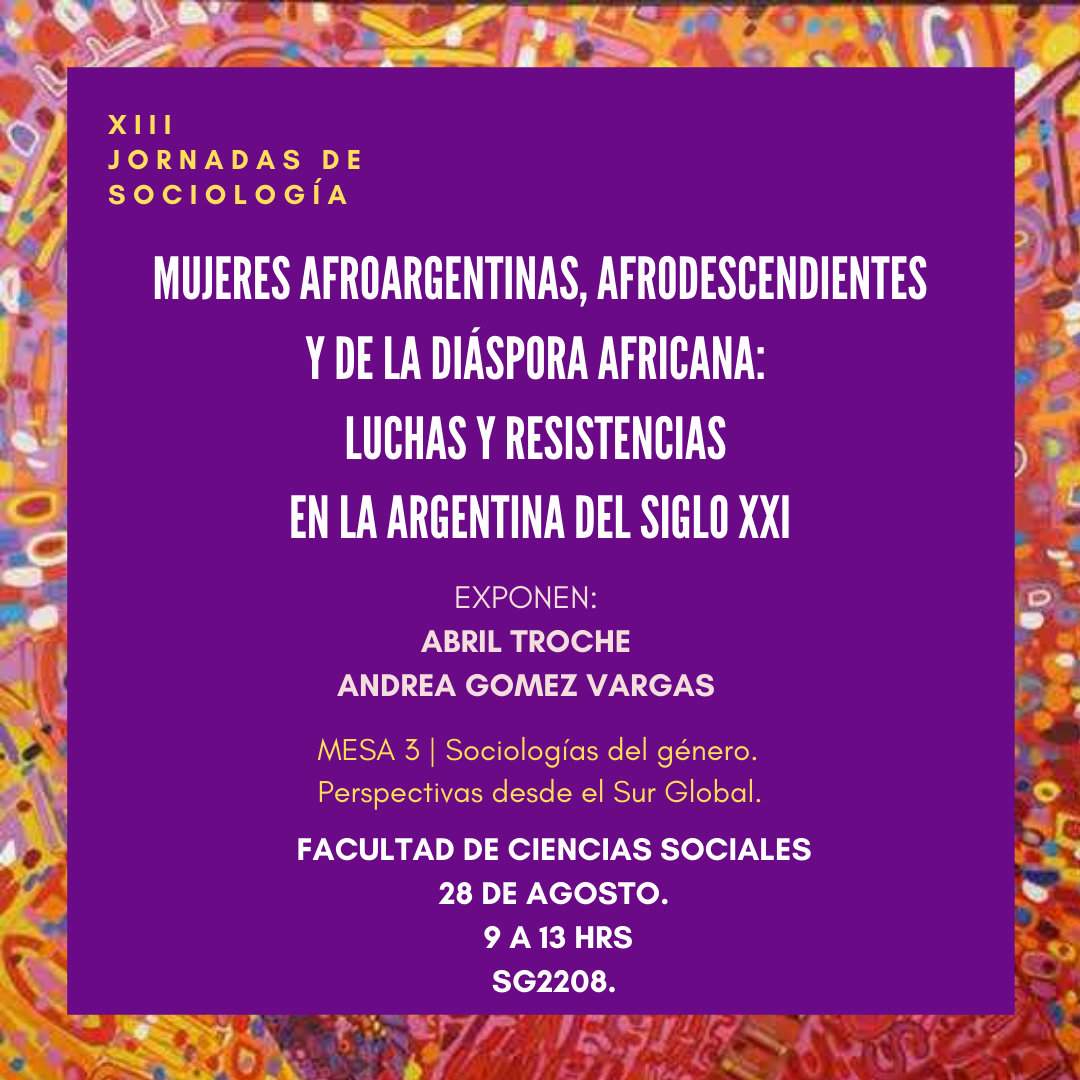 XIII
JORNADAS DE
SOCIOLOGÍA
MUJERES AFROARGENTINAS, AFRODESCENDIENTES
Y DE LA DIÁSPORA AFRICANA:
LUCHAS Y RESISTENCIAS
EN LA ARGENTINA DEL SIGLO XXI
EXPONEN:
ABRIL TROCHE
ANDREA GOMEZ VARGAS
MESA 3 | Sociologías del género.
Perspectivas desde el Sur Global.
FACULTAD DE CIENCIAS SOCIALES
28 DE AGOSTO.
9 A 13 HRS
SG2208.